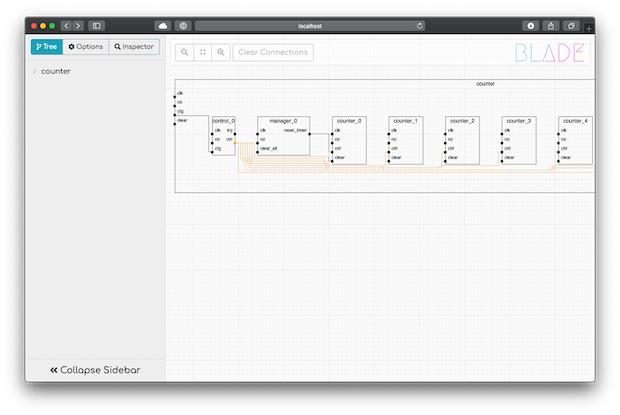 localhost
Tree
Options
Inspector
Clear Connections
BLADE
counter
counter
clk
rst
cfg
clear
control_0
clk
irq
rst
ctrl
cfg
manager_0
clk
reset_timer
rst
clear_all
counter_0
clk
rst
ctrl
clear
counter_1
clk
rst
ctrl
clear
counter_2
clk
rst
ctrl
clear
counter_3
clk
rst
ctrl
clear
counter_4
clk
rst
ctrl
clear
Collapse Sidebar